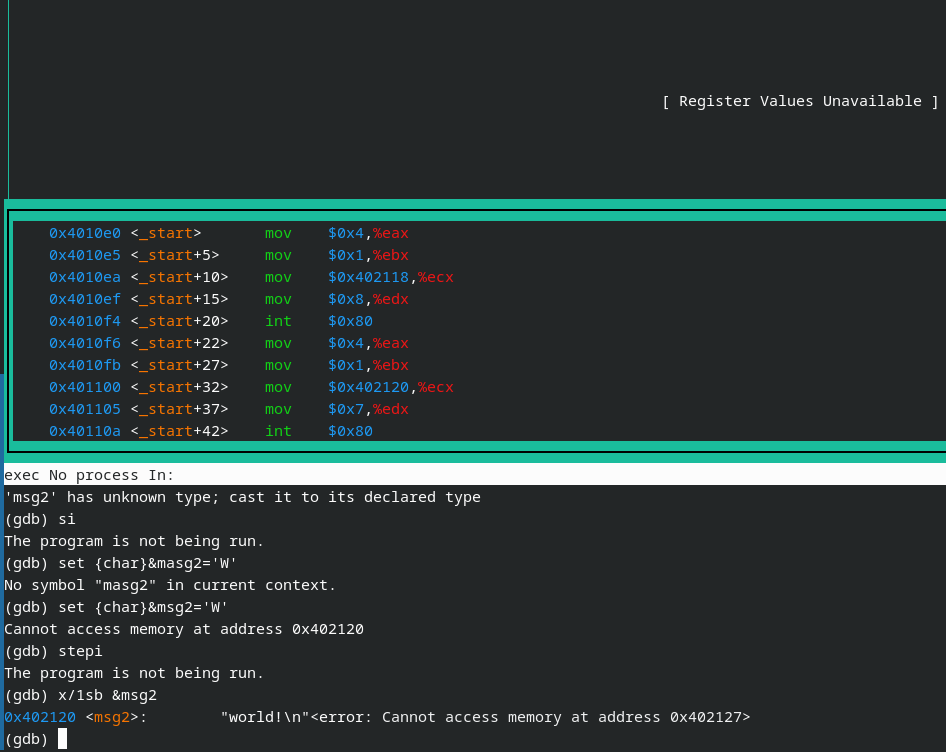 [ Register Values Unavailable ]
0x4010e0 <_start>       mov    $0x4,%eax
0x4010e5 <_start+5>     mov    $0x1,%ebx
0x4010ea <_start+10>    mov    $0x402118,%ecx
0x4010ef <_start+15>    mov    $0x8,%edx
0x4010f4 <_start+20>    int    $0x80
0x4010f6 <_start+22>    mov    $0x4,%eax
0x4010fb <_start+27>    mov    $0x1,%ebx
0x401100 <_start+32>    mov    $0x402120,%ecx
0x401105 <_start+37>    mov    $0x7,%edx
0x40110a <_start+42>    int    $0x80
exec No process In:
'msg2' has unknown type; cast it to its declared type
(gdb) si
The program is not being run.
(gdb) set {char}&masg2='W'
No symbol "masg2" in current context.
(gdb) set {char}&msg2='W'
Cannot access memory at address 0x402120
(gdb) stepi
The program is not being run.
(gdb) x/1sb &msg2
0x402120 <msg2>:        "world!\n"<error: Cannot access memory at address 0x402127>
(gdb)